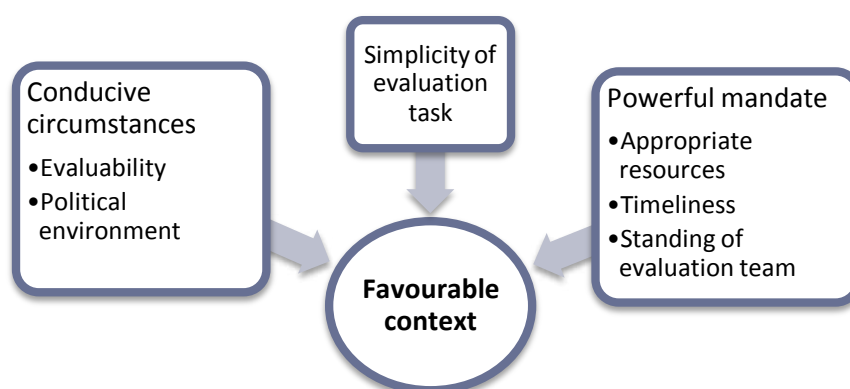 Conducive
circumstances
•Evaluability
•Political
environment
Simplicity of
evaluation
task
Powerful mandate
•Appropriate
resources
•Timeliness
•Standing of
evaluation team
Favourable
context